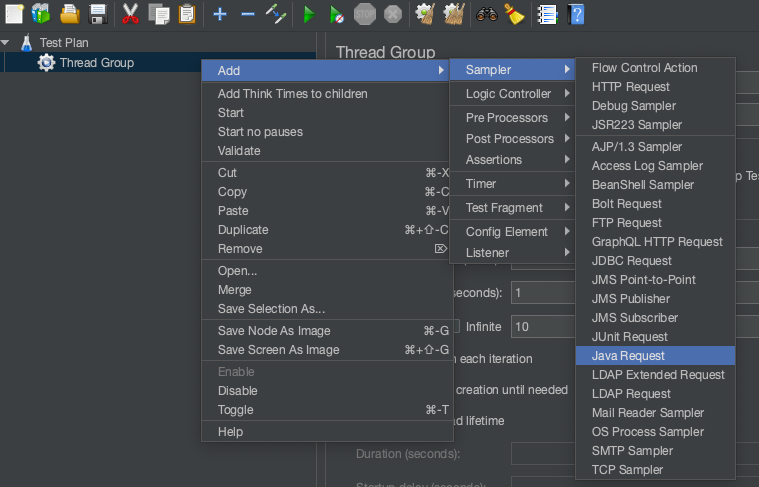 Test Plan
Thread Group
Thread Group
Add
Add Think Times to children
Start
Start no pauses
Validate
Cut ⌘-X
Copy ⌘-C
Paste ⌘-V
Duplicate ⌘+⇧-C
Remove ⌦
Open...
Merge
Save Selection As...
Save Node As Image ⌘-G
Save Screen As Image ⌘+⇧-G
Enable
Disable
Toggle ⌘-T
Help
Sampler
Logic Controller
Pre Processors
Post Processors
Assertions
Timer
Test Fragment
Config Element
Listener
Flow Control Action
HTTP Request
Debug Sampler
JSR223 Sampler
AJP/1.3 Sampler
Access Log Sampler
BeanShell Sampler
Bolt Request
FTP Request
GraphQL HTTP Request
JDBC Request
JMS Point-to-Point
JMS Publisher
JMS Subscriber
JUnit Request
Java Request
LDAP Extended Request
LDAP Request
Mail Reader Sampler
OS Process Sampler
SMTP Sampler
TCP Sampler
p Te
econds): 1
Infinite 10
n each iteration
creation until needed
ad lifetime
Duration (seconds):